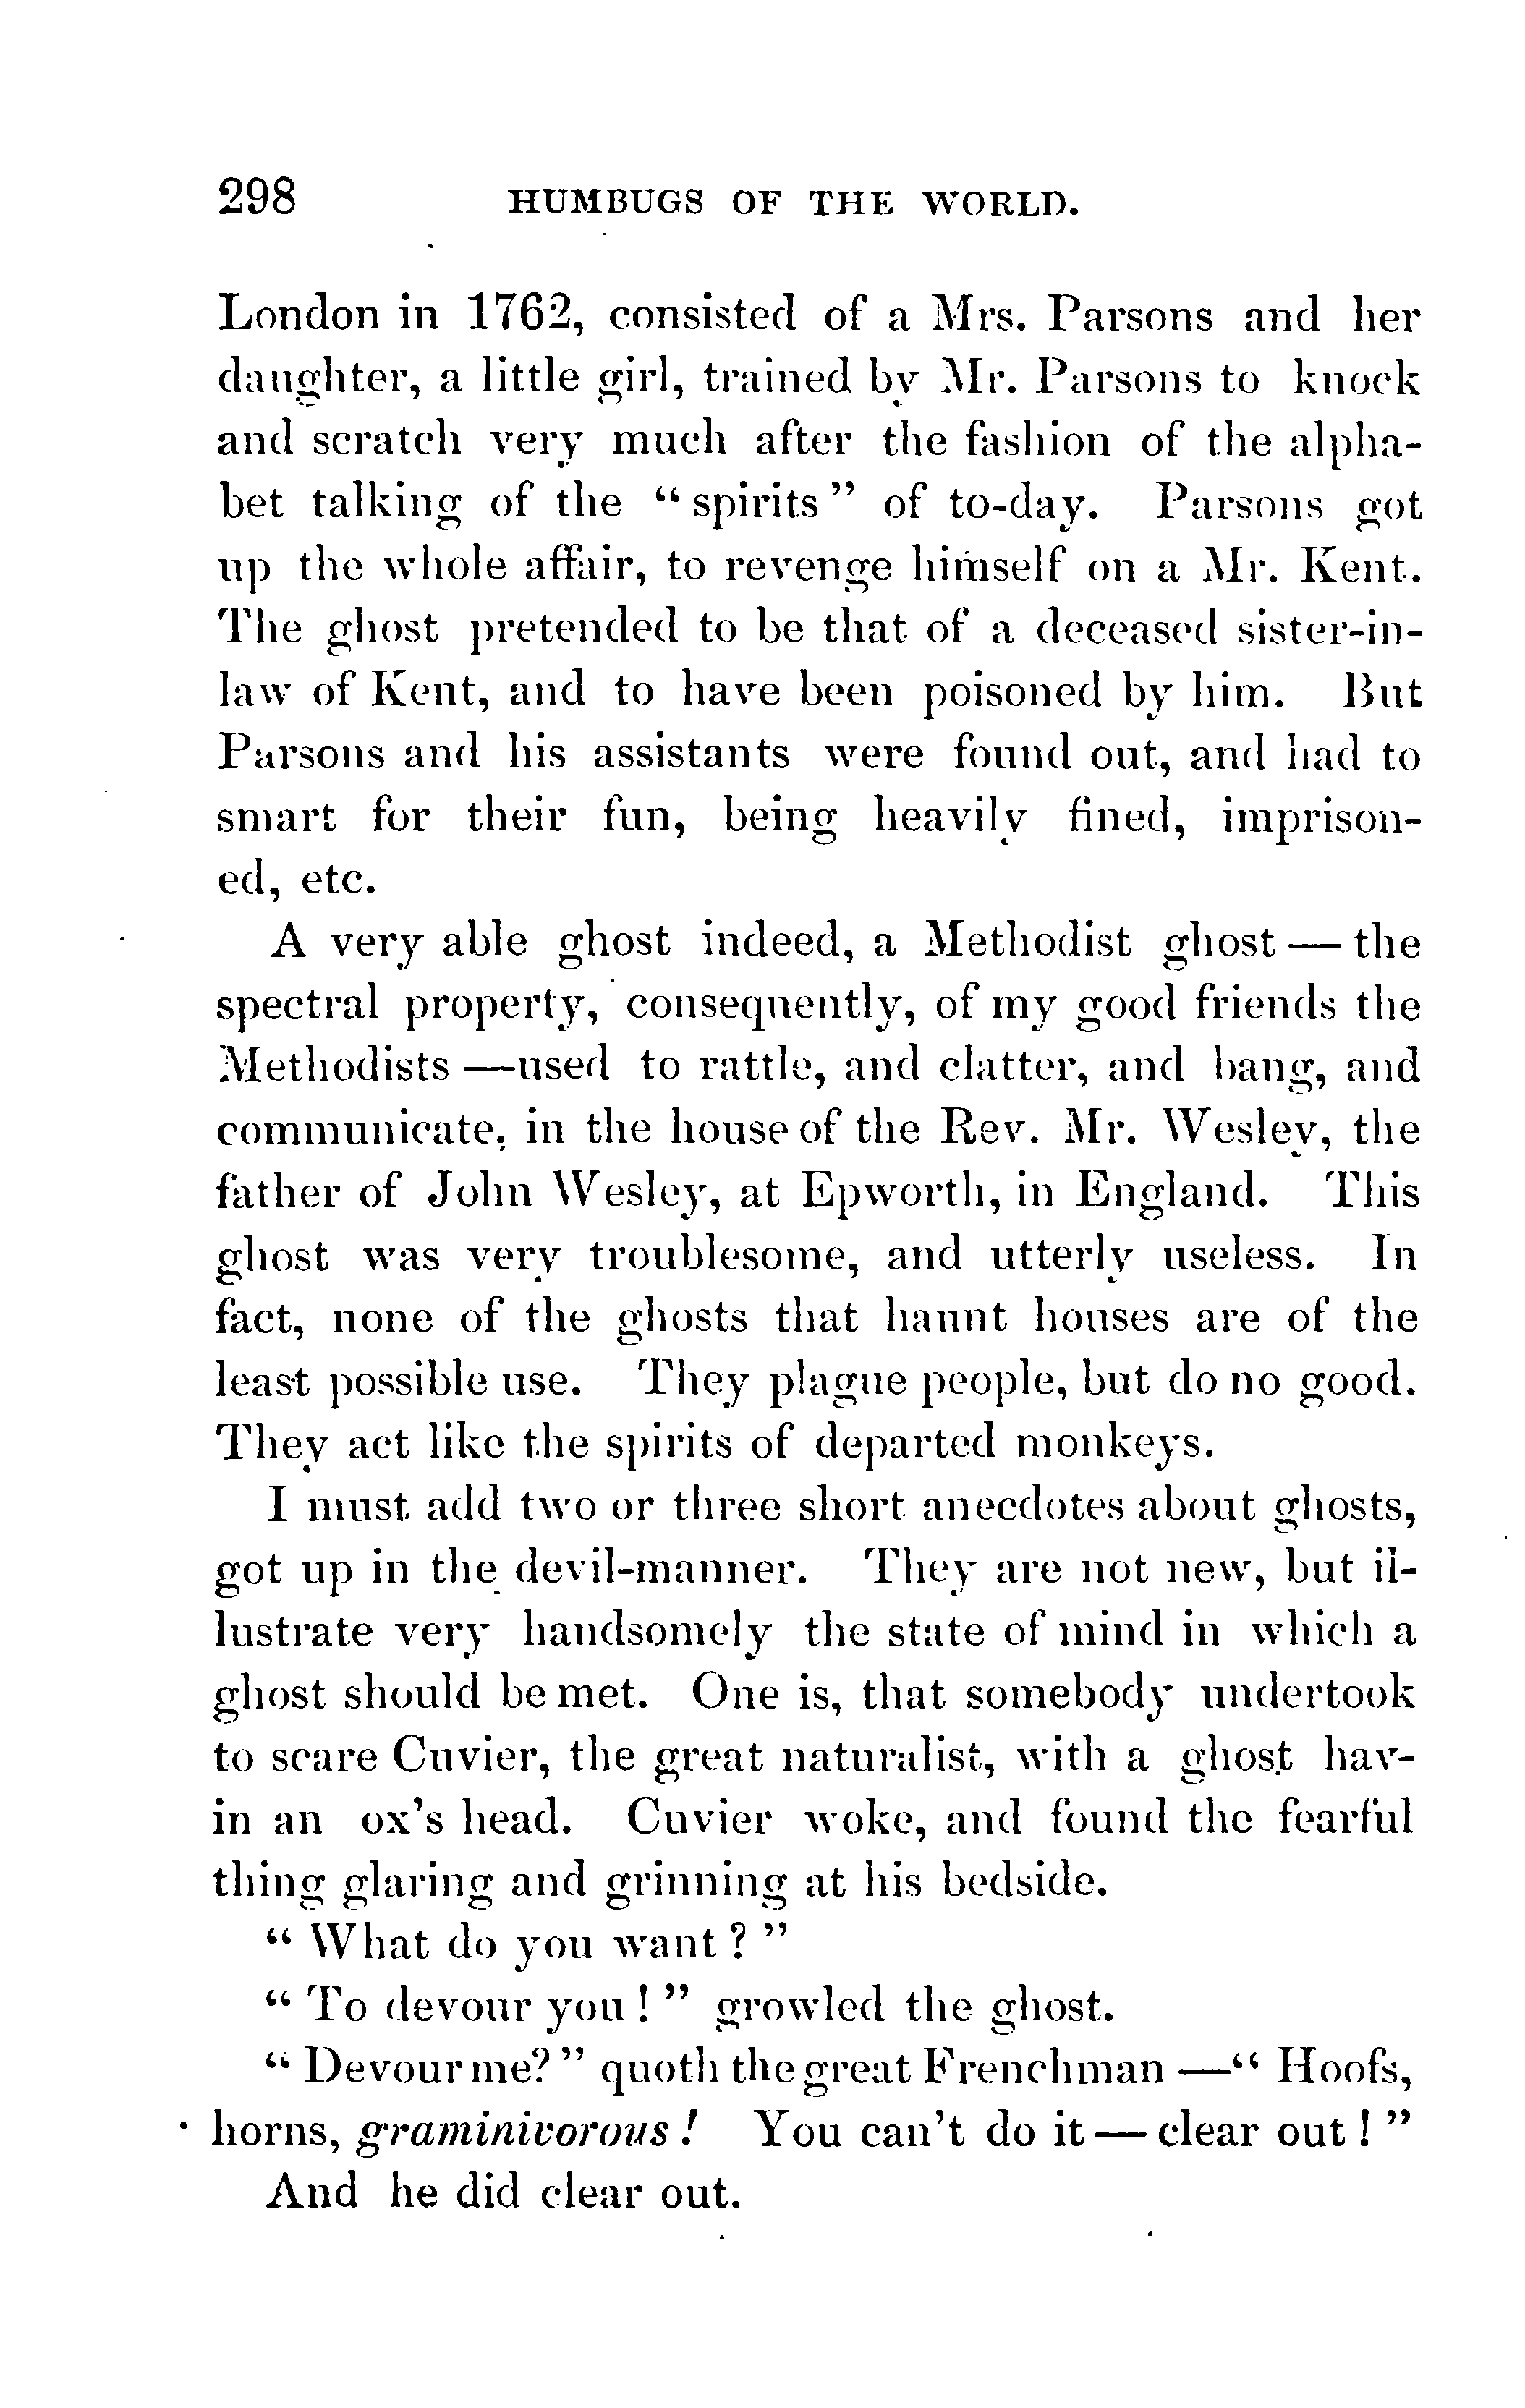 298 HUMBUGS OF THE WORLD.
London in 1762, consisted of a Mrs. Parsons and her
daughter, a little girl, trained by Mr. Parsons to knock
and scratch very much after the fashion of the alpha-
bet talking of the “ spirits ” of to-day. Parsons got
up the whole affair, to revenge himself on a Mr. Kent.
The ghost pretended to be that of a deceased sister-in-
law of Kent, and to have been poisoned by him. But
Parsons and his assistants were found out, and had to
smart for their fun, being heavily fined, imprison-
ed, etc.
A very able ghost indeed, a Methodist ghost — the
spectral property, consequently, of my good friends the
Methodists —used to rattle, and clatter, and bang, and
communicate, in the house of the Rev. Mr. Wesley, the
father of John Wesley, at Epworth, in England. This
ghost was very troublesome, and utterly useless. In
fact, none of the ghosts that haunt houses are of the
least possible use. They plague people, but do no good.
They act like the spirits of departed monkeys.
I must add two or three short anecdotes about ghosts,
got up in the devil-manner. They are not new, but il-
lustrate very handsomely the state of mind in which a
ghost should be met. One is, that somebody undertook
to scare Cuvier, the great naturalist, with a ghost hav-
in an ox’s head. Cuvier woke, and found the fearful
thing glaring and grinning at his bedside.
“ What do you want ? ”
“ To devour you ! ” growled the ghost.
“ Devour me? ” quoth the great Frenchman —“ Hoofs,
horns, graminivorous ! You can’t do it — clear out ! ”
And he did clear out.